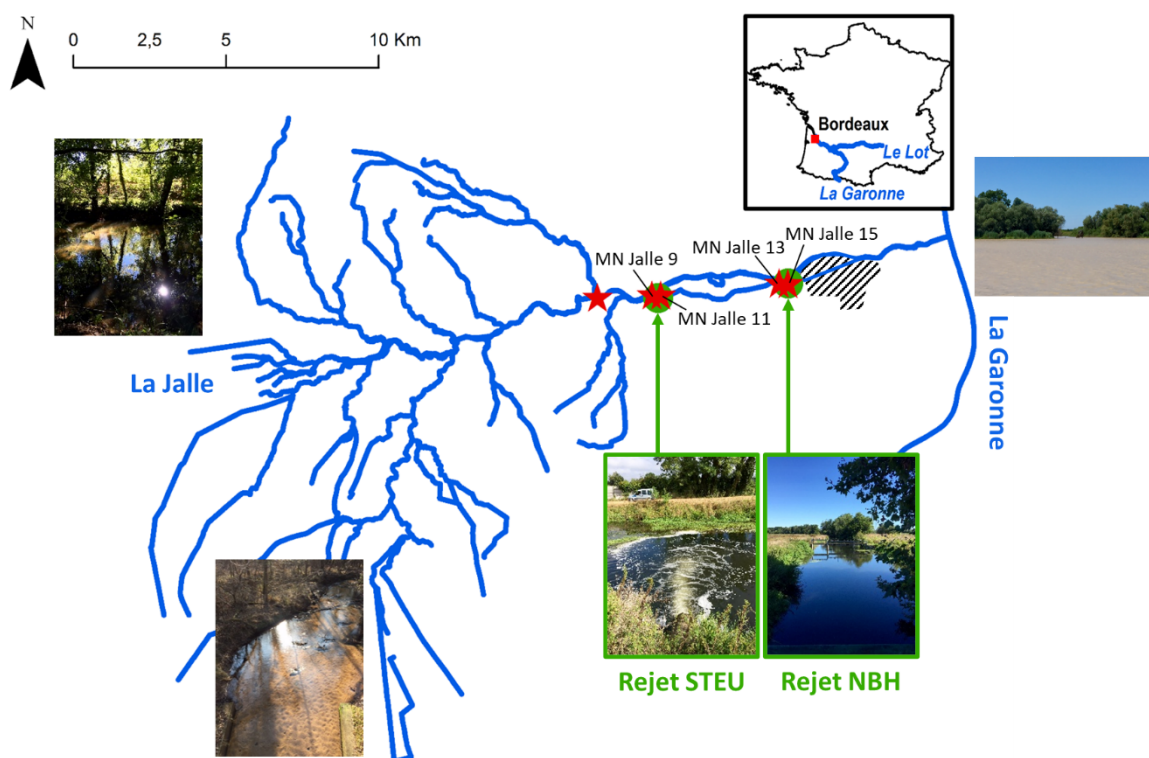 N
0 2,5 5 10 Km
Bordeaux
Le Lot
La Garonne
MN Jalle 9
MN Jalle 13
MN Jalle 15
MN Jalle 11
La Jalle
La Garonne
Rejet STEU
Rejet NBH